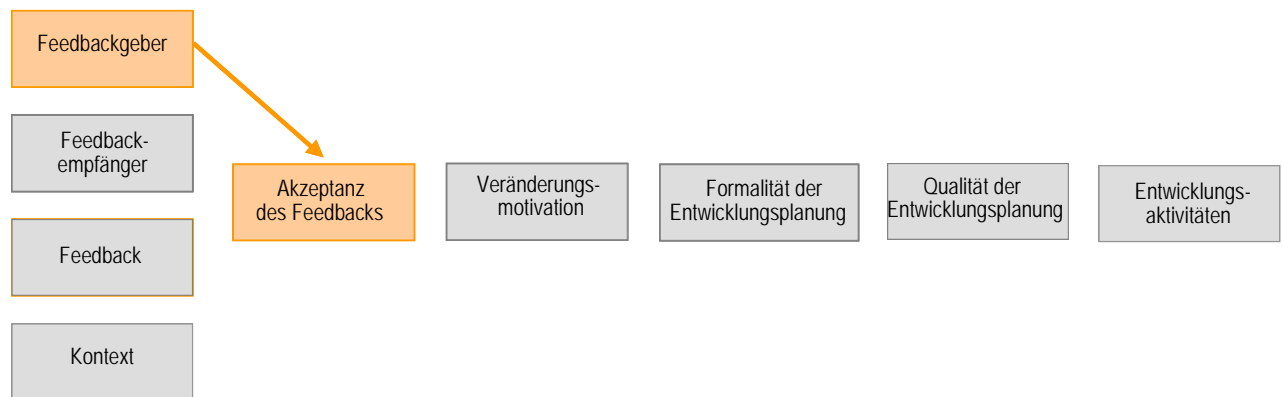 Feedbackgeber
Feedback-
empfänger
Feedback
Kontext
Akzeptanz
des Feedbacks
Veränderungs-
motivation
Formalität der
Entwicklungsplanung
Qualität der
Entwicklungsplanung
Entwicklungs-
aktivitäten